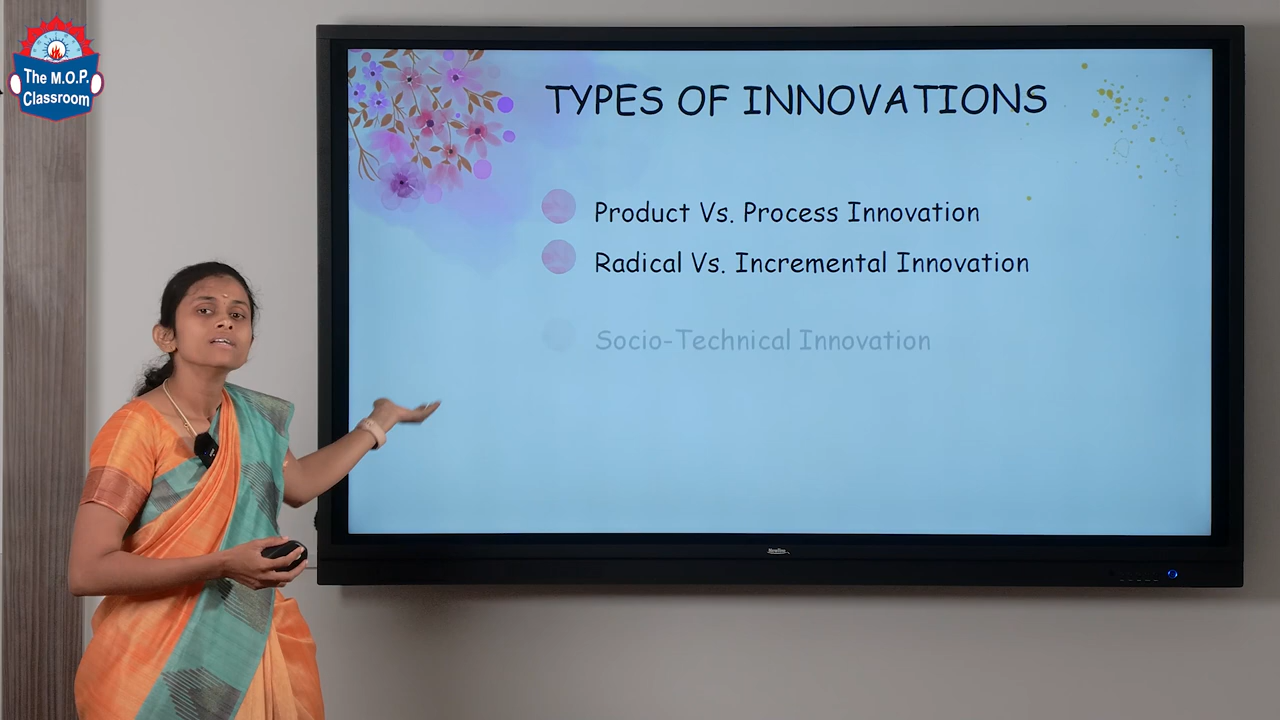 The M.O.P.
Classroom
TYPES OF INNOVATIONS
Product Vs. Process Innovation
Radical Vs. Incremental Innovation
Socio-Technical Innovation